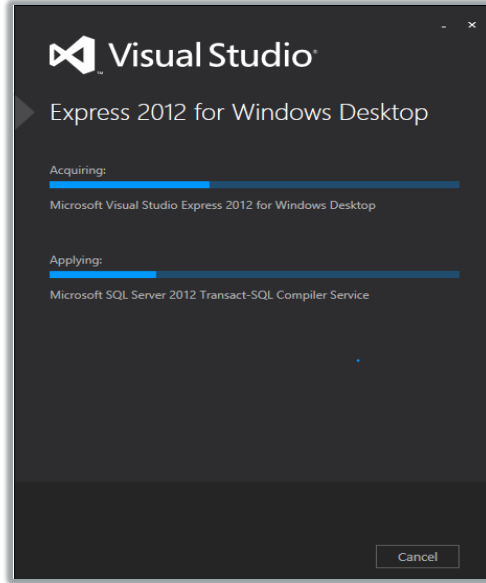 Visual Studio
Express 2012 for Windows Desktop
Acquiring:
Microsoft Visual Studio Express 2012 for Windows Desktop
Applying:
Microsoft SQL Server 2012 Transact-SQL Compiler Service
Cancel